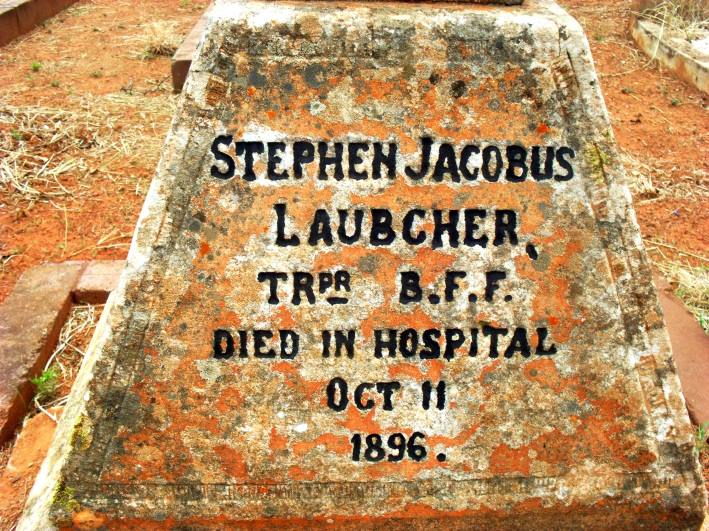 STEPHEN JACOBUS
LAUBCHER,
TRPR B.F.F.
DIED IN HOSPITAL
OCT 11
1896.